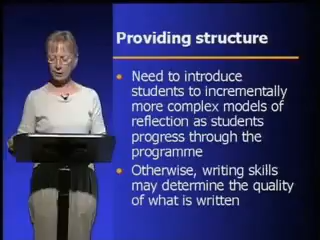 Providing structure
• Need to introduce
students to incrementally
more complex models of
reflection as students
progress through the
programme
• Otherwise, writing skills
may determine the quality
of what is written